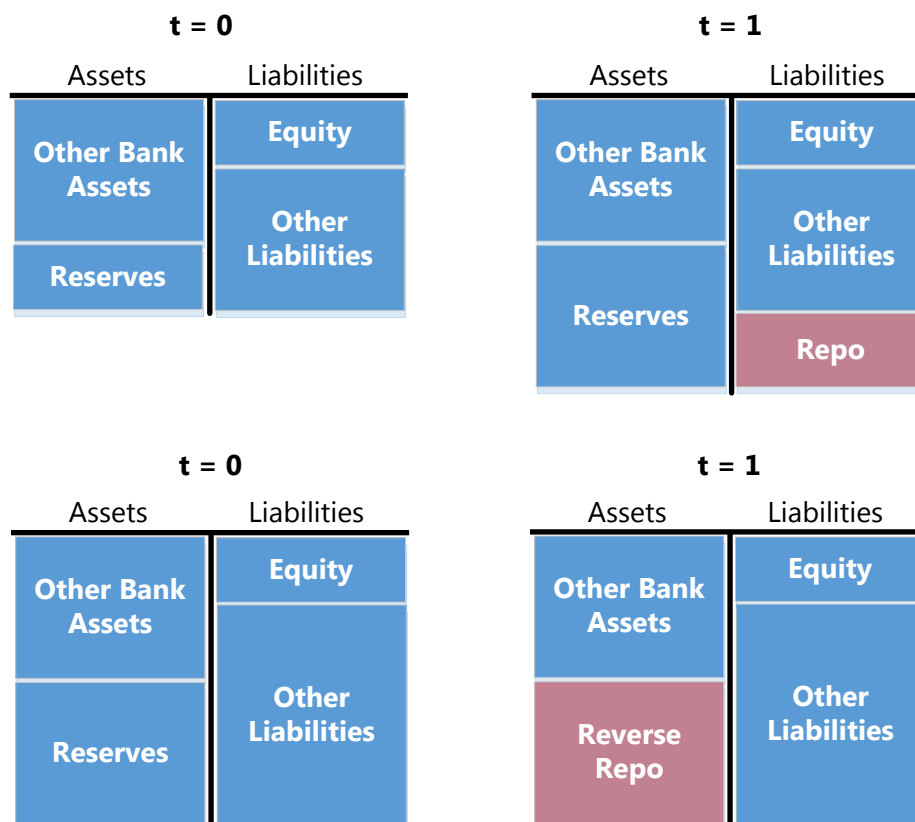 t = 0
Assets
Liabilities
Other Bank
Assets
Reserves
Equity
Other
Liabilities
t = 1
Assets
Liabilities
Other Bank
Assets
Reserves
Equity
Other
Liabilities
Repo
t = 0
Assets
Liabilities
Other Bank
Assets
Reserves
Equity
Other
Liabilities
t = 1
Assets
Liabilities
Other Bank
Assets
Reverse
Repo
Equity
Other
Liabilities